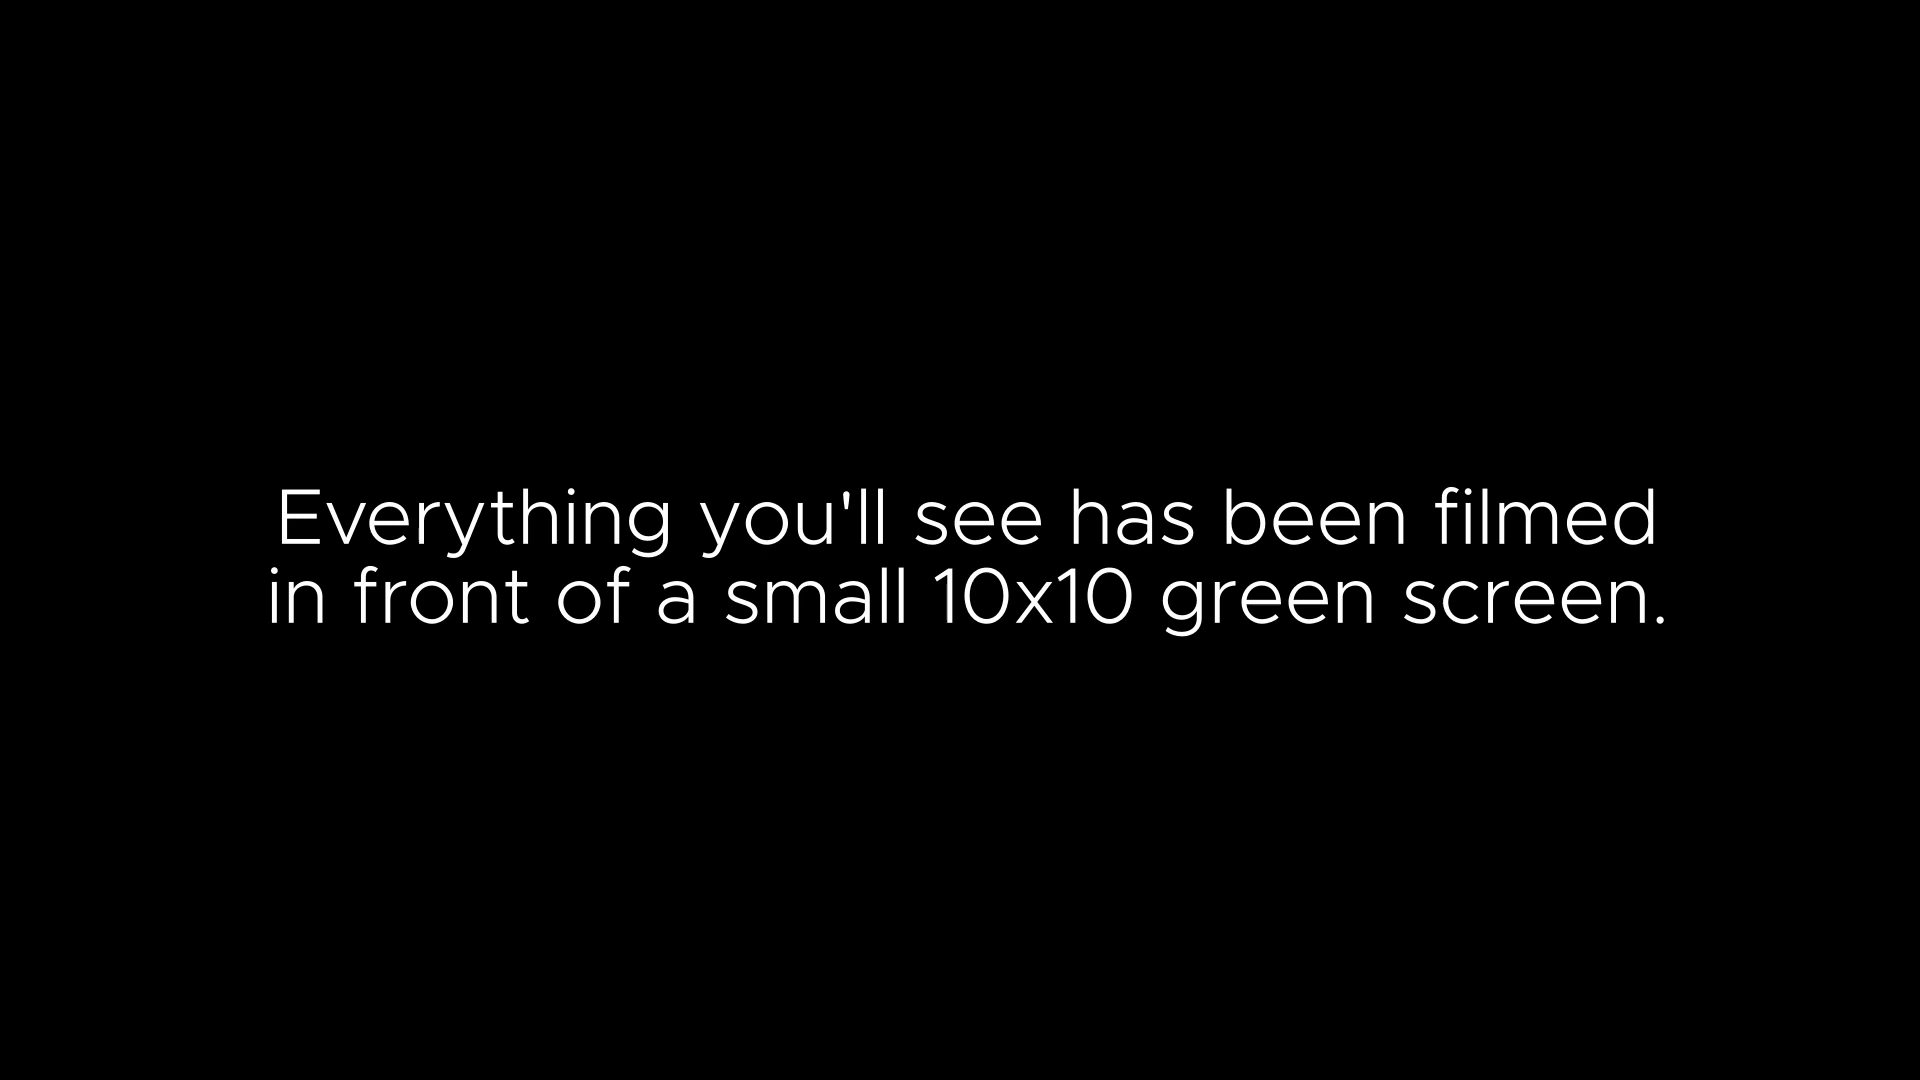 Everything you'll see has been filmed
in front of a small 10x10 green screen.